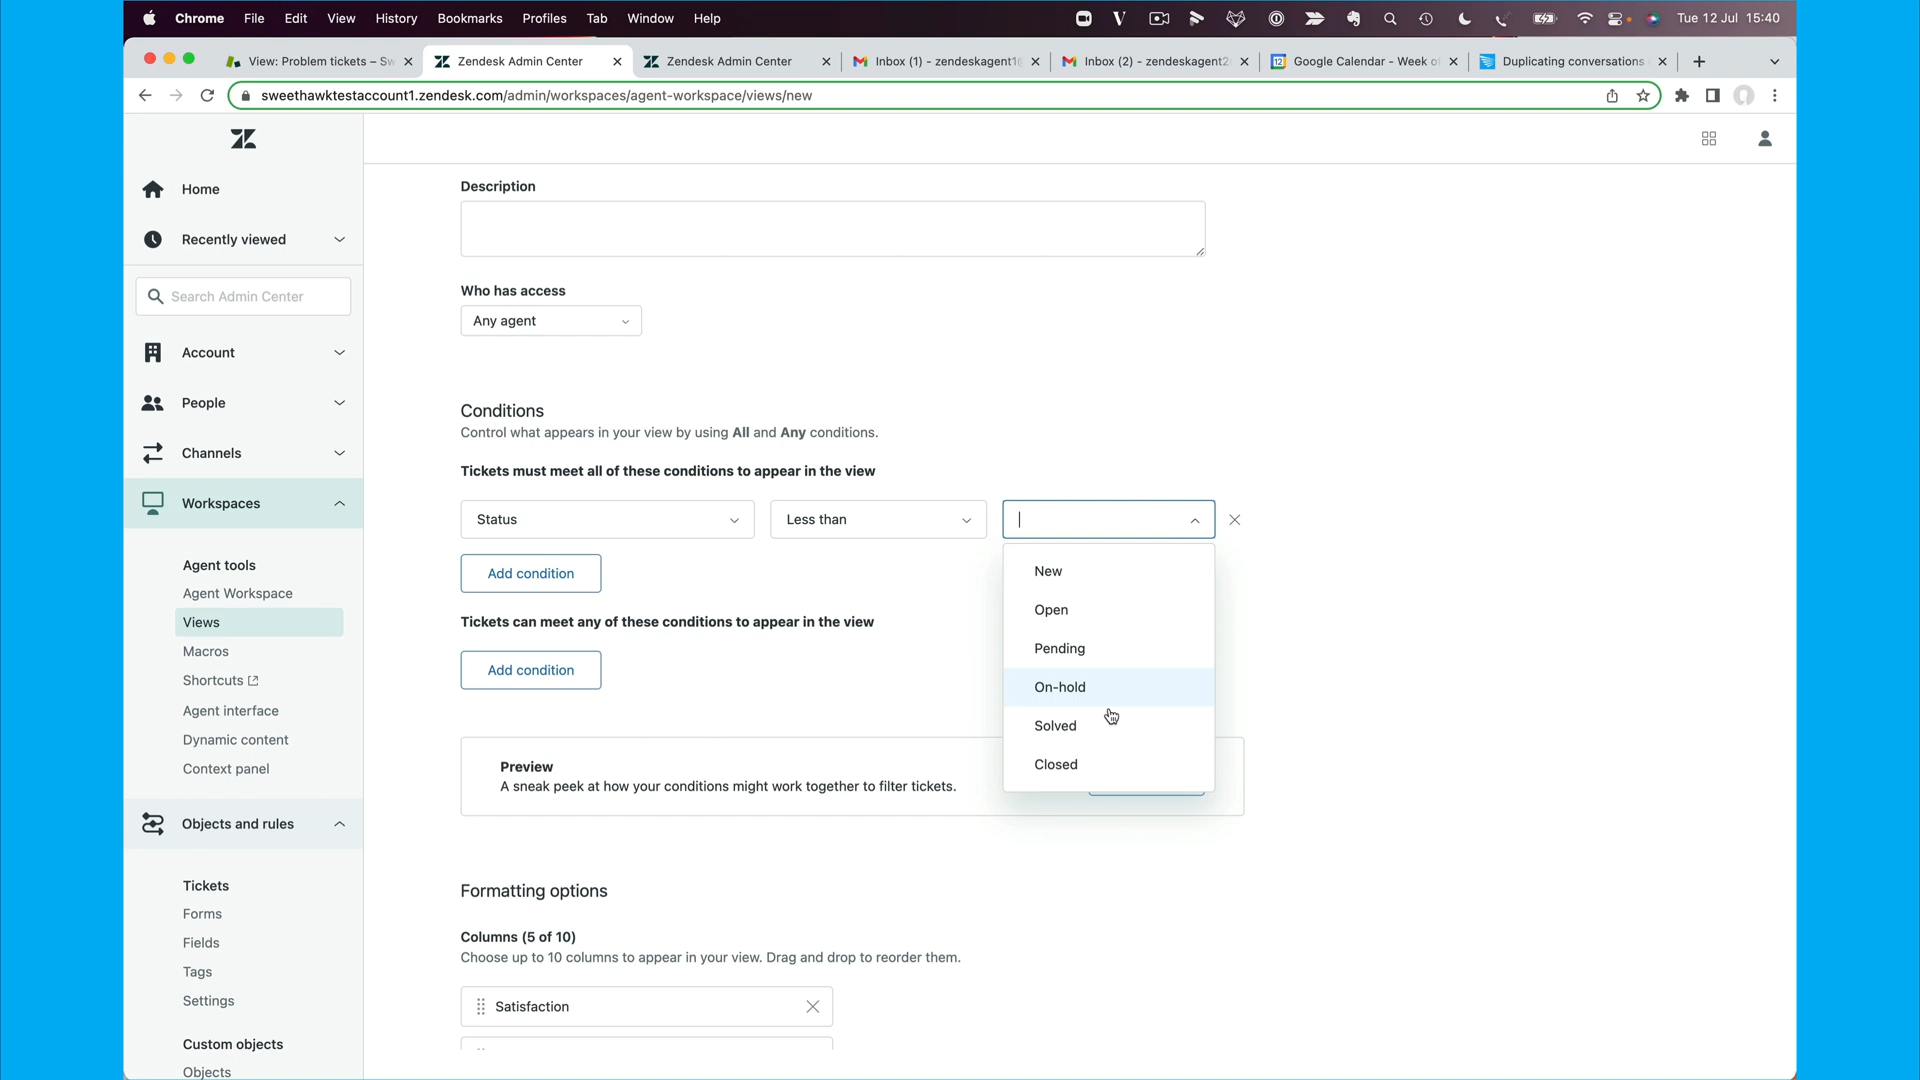 Chrome File Edit View History Bookmarks Profiles Tab Window Help
Tue 12 Jul 15:40
View: Problem tickets – Sw
Zendesk Admin Center
Zendesk Admin Center
Inbox (1) - zendeskagent1
Inbox (2) - zendeskagent2
Google Calendar - Week o
Duplicating conversations
sweethawktestaccount1.zendesk.com/admin/workspaces/agent-workspace/views/new
Home
Recently viewed
Search Admin Center
Account
People
Channels
Workspaces
Agent tools
Agent Workspace
Views
Macros
Shortcuts
Agent interface
Dynamic content
Context panel
Objects and rules
Tickets
Forms
Fields
Tags
Settings
Custom objects
Objects
Description
Who has access
Any agent
Conditions
Control what appears in your view by using All and Any conditions.
Tickets must meet all of these conditions to appear in the view
Status
Less than
New
Open
Pending
On-hold
Solved
Closed
Add condition
Tickets can meet any of these conditions to appear in the view
Add condition
Preview
A sneak peek at how your conditions might work together to filter tickets.
Formatting options
Columns (5 of 10)
Choose up to 10 columns to appear in your view. Drag and drop to reorder them.
Satisfaction